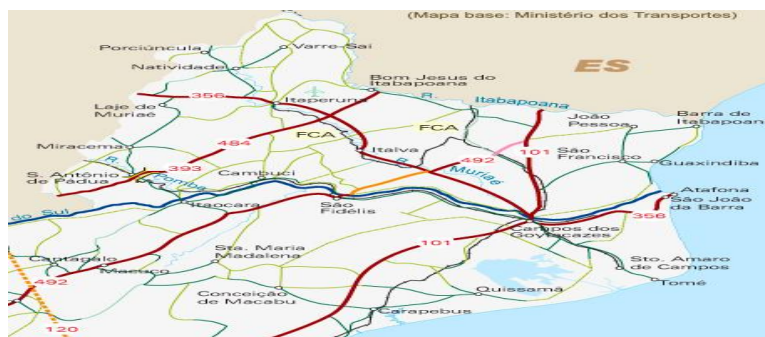 (Mapa base: Ministério dos Transportes)
Porciúncula
Varre-Sai
ES
Natividade
Bom Jesus do
Itabapoana
356
Itaperuna
R.
Itabapoana
Laje de
Muriaé
João
Pessoa
Barra de
Itabapoan
FCA
FCA
484
Miracema
Italva
101
São
Francisco
Guaxindiba
R.
393
R.
492
Muriaé
S. Antônio
de Pádua
Pomba
Cambuci
Atafona
São João
da Barra
Itaocara
São
Fidélis
356
do Sul
Campos dos
Goytacazes
101
Sta. Maria
Madalena
Cantagalo
Macuco
Sto. Amaro
de Campos
492
Conceição
de Macabu
Quissamã
Tomé
Carapebus
120